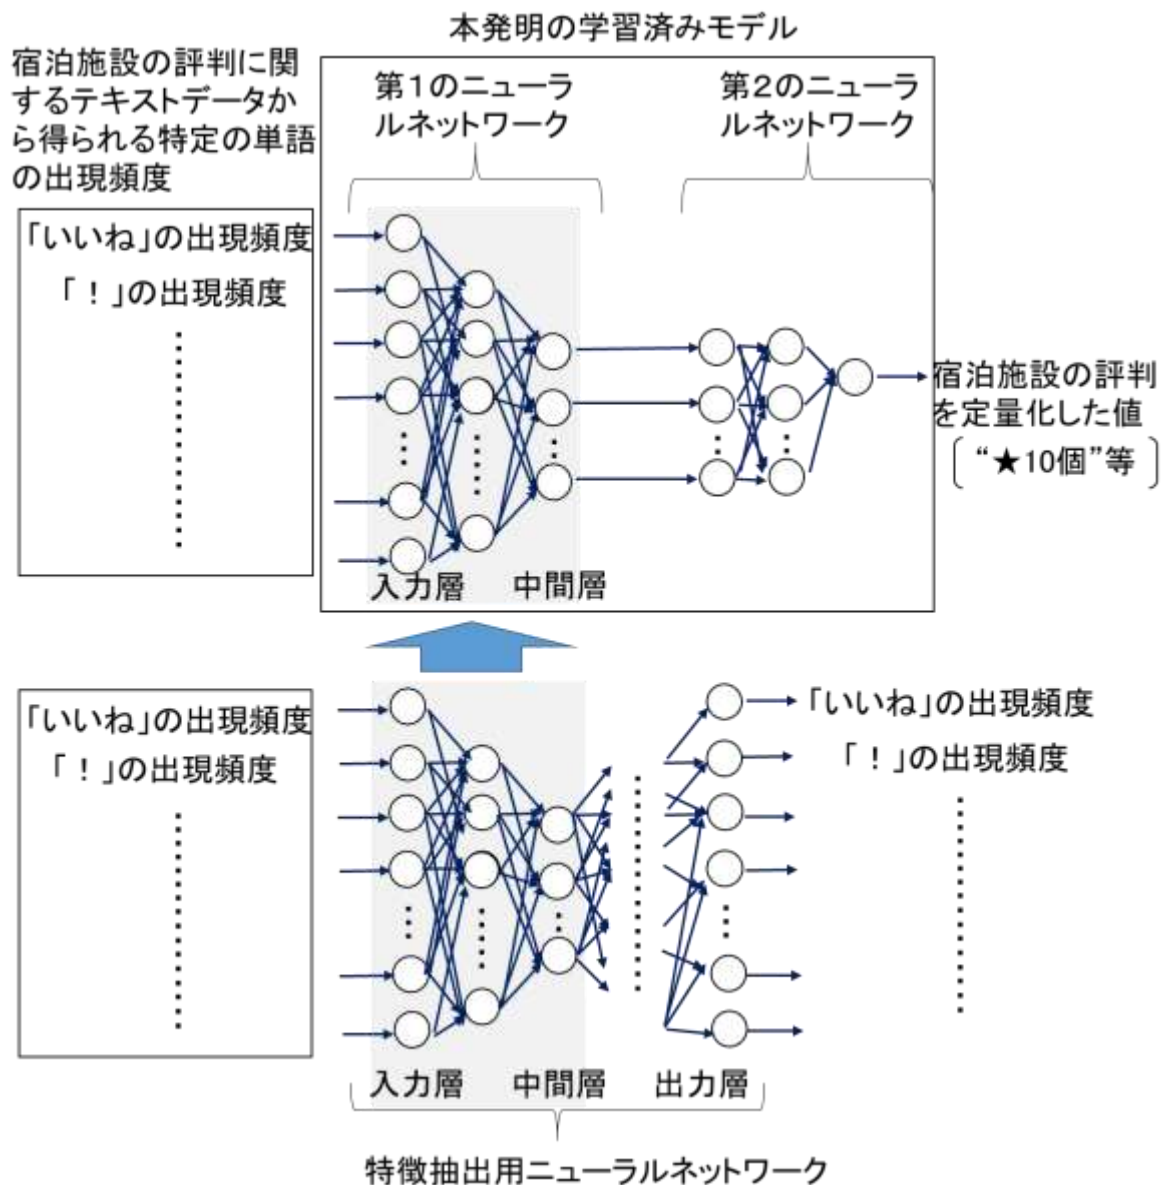 本発明の学習済みモデル
宿泊施設の評判に関
するテキストデータか
ら得られる特定の単語
の出現頻度
第1のニューラ
ルネットワーク
第2のニューラ
ルネットワーク
「いいね」の出現頻度
「！」の出現頻度
宿泊施設の評判
を定量化した値
“★10個”等
入力層
中間層
「いいね」の出現頻度
「！」の出現頻度
「いいね」の出現頻度
「！」の出現頻度
入力層
中間層
出力層
特徴抽出用ニューラルネットワーク